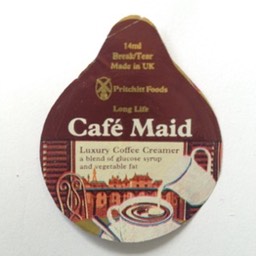 14ml
Break/Tear
Made in UK
Pritchitt Foods
Long Life
Café Maid
Luxury Coffee Creamer
a blend of glucose syrup
and vegetable fat